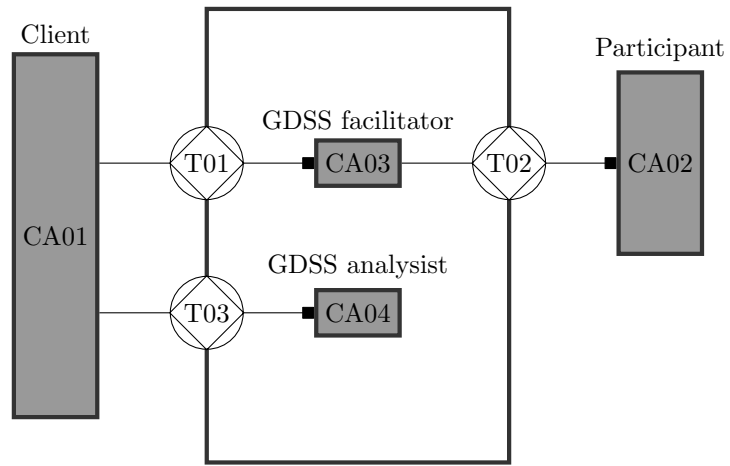 Client
Participant
GDSS facilitator
T01
CA03
T02
CA02
CA01
GDSS analysist
T03
CA04